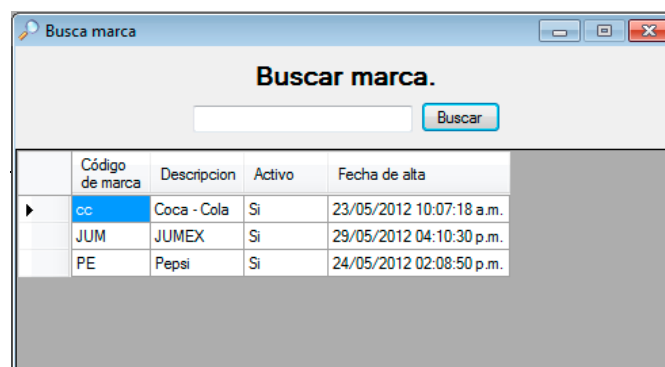 Busca marca
Buscar marca.
Buscar
Código de marca Descripcion Activo Fecha de alta
cc Coca - Cola Si 23/05/2012 10:07:18 a.m.
JUM JUMEX Si 29/05/2012 04:10:30 p.m.
PE Pepsi Si 24/05/2012 02:08:50 p.m.